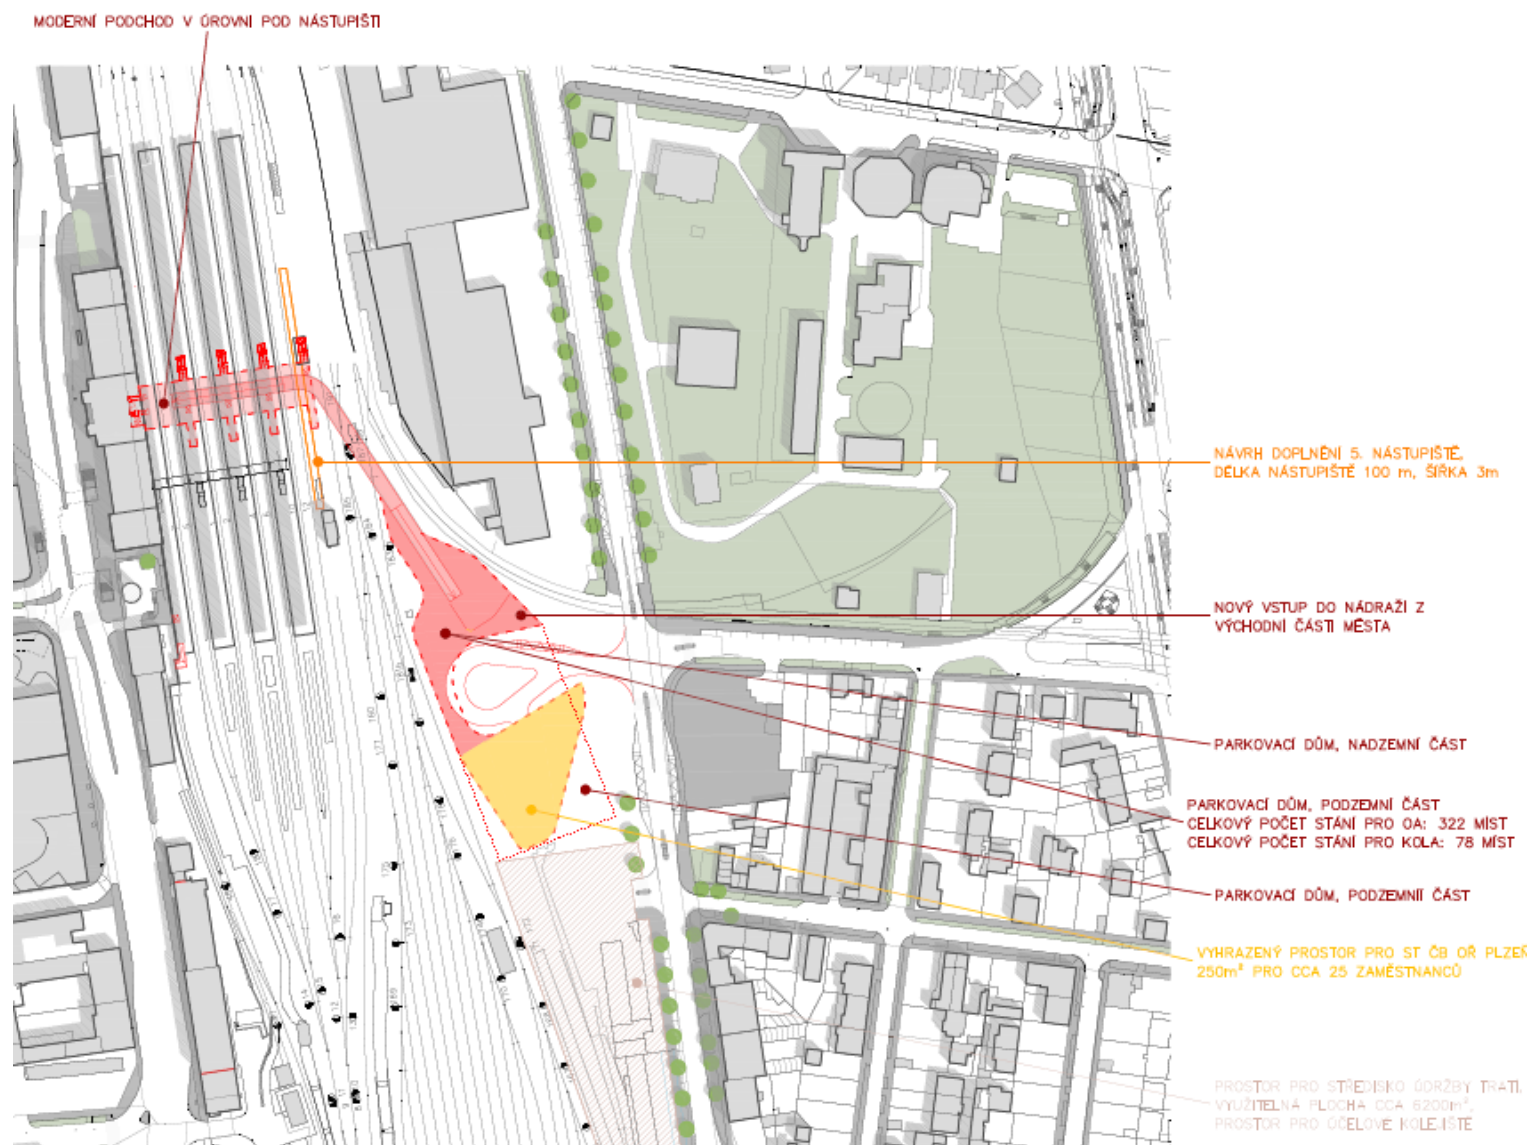 MODERNÍ PODCHOD V ÚROVNI POD NÁSTUPIŠTI
NÁVRH DOPLNĚNÍ 5. NÁSTUPIŠTĚ,
DÉLKA NÁSTUPIŠTĚ 100 m, ŠÍŘKA 3m
NOVÝ VSTUP DO NÁDRAŽÍ Z
VÝCHODNÍ ČÁSTI MĚSTA
PARKOVACÍ DŮM, NADZEMNÍ ČÁST
PARKOVACÍ DŮM, PODZEMNÍ ČÁST
CELKOVÝ POČET STÁNÍ PRO OA: 322 MÍST
CELKOVÝ POČET STÁNÍ PRO KOLA: 78 MÍST
PARKOVACÍ DŮM, PODZEMNÍ ČÁST
VYHRAZENÝ PROSTOR PRO ST ČB OŘ PLZEŇ
250m² PRO CCA 25 ZAMĚSTNANCŮ
PROSTOR PRO STŘEDISKO ÚDRŽBY TRATI,
VYUŽITELNÁ PLOCHA CCA 6200m²,
PROSTOR PRO ÚČELOVÉ KOLEJIŠTĚ